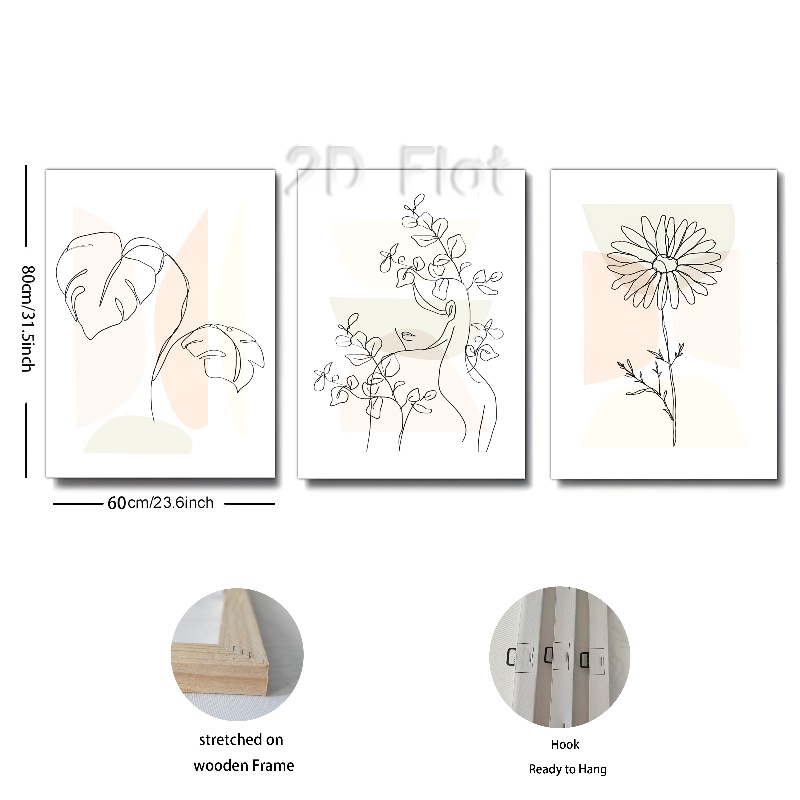 2D Flat
80cm/31.5inch
60cm/23.6inch
stretched on
wooden Frame
Hook
Ready to Hang